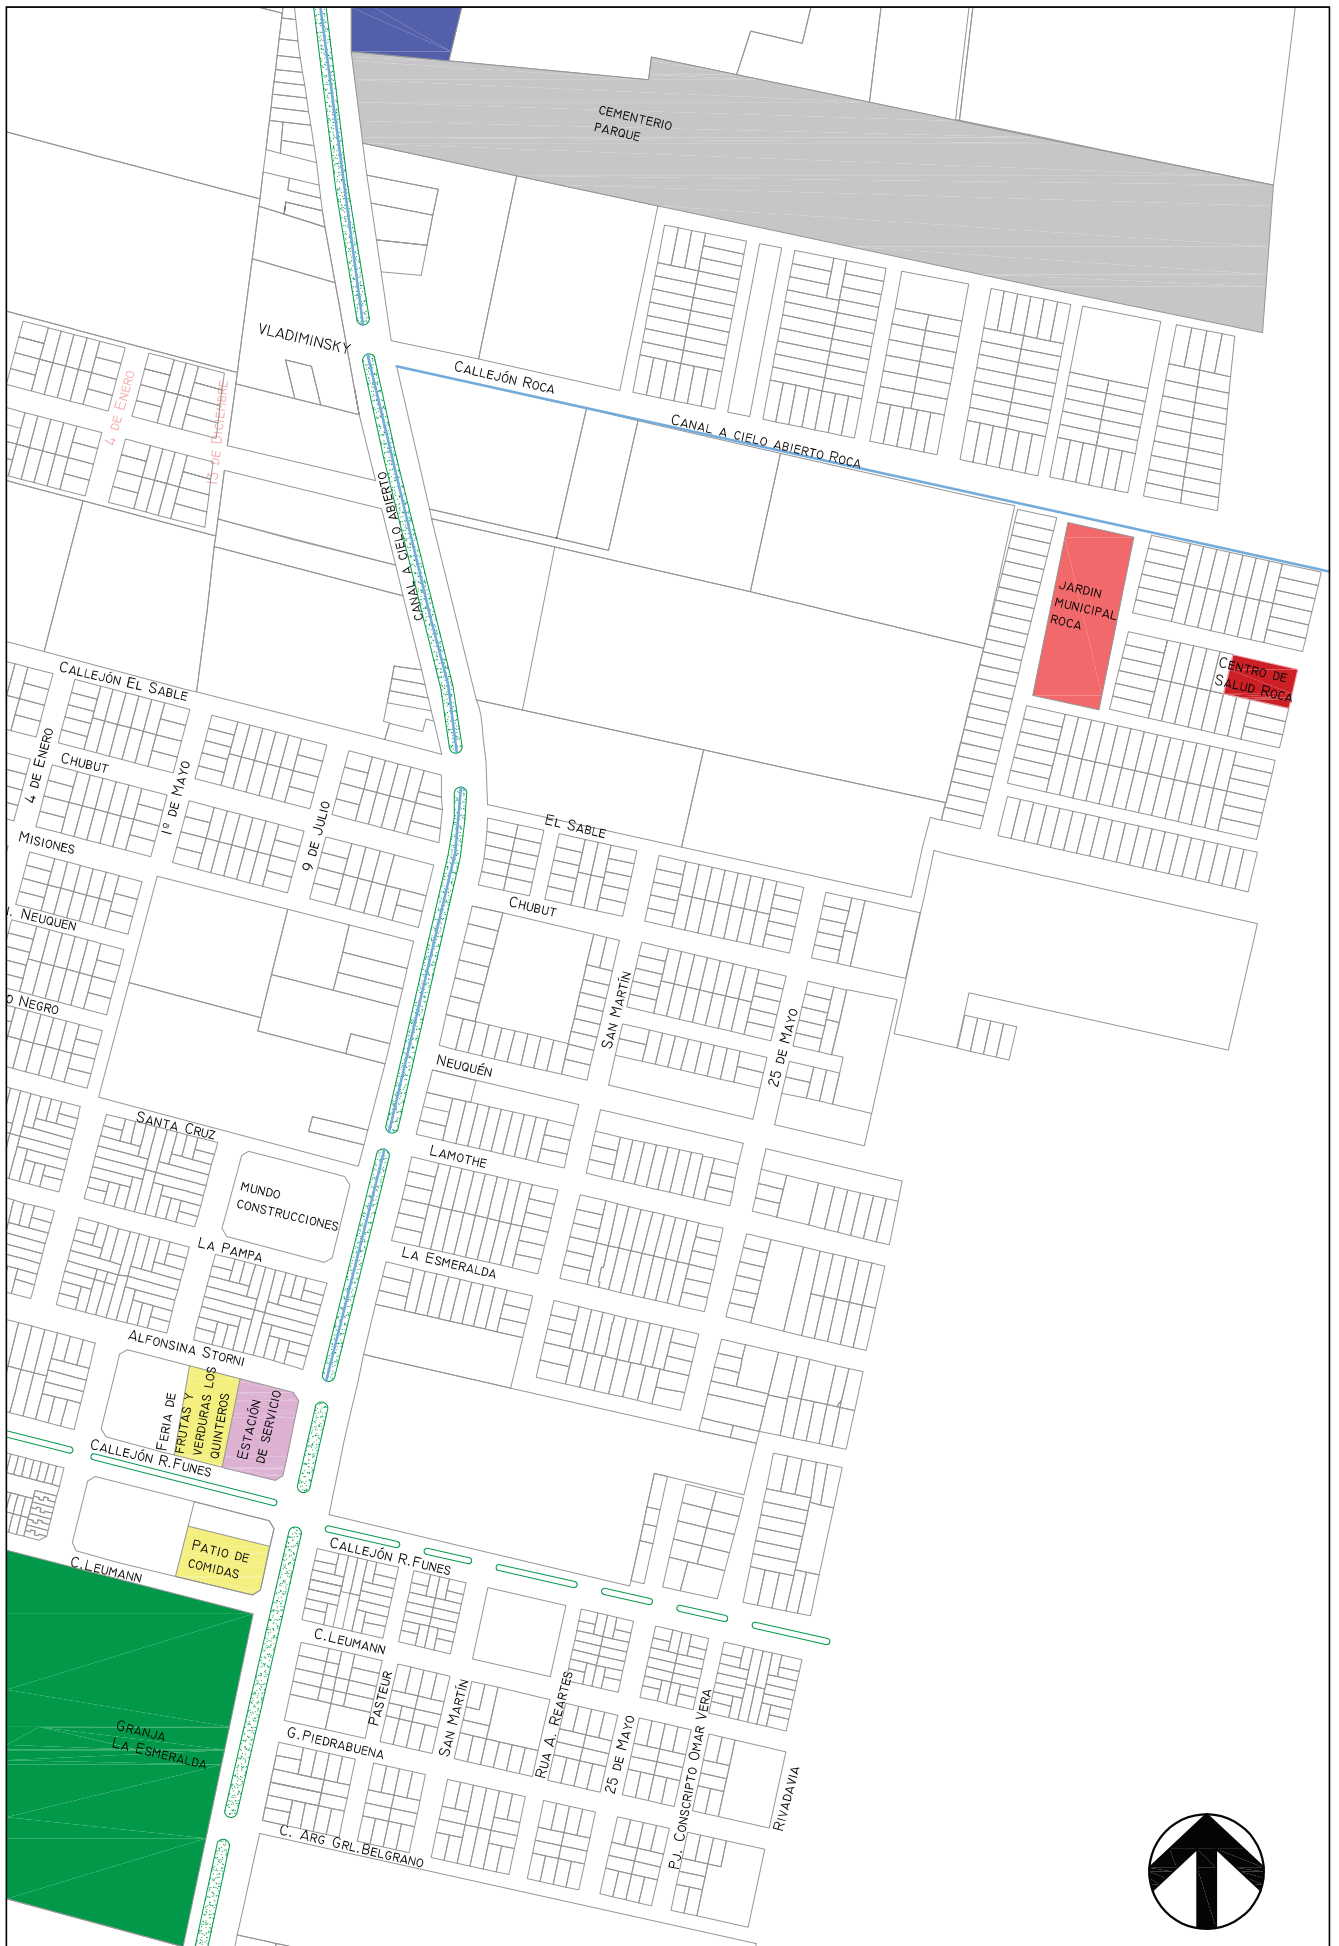 CEMENTERIO
PARQUE
VLADIMINSKY
CALLEJÓN ROCA
4 DE ENERO
13 DE DICIEMBRE
CANAL A CIELO ABIERTO ROCA
CANAL A CIELO ABIERTO
JARDIN
MUNICIPAL
ROCA
CENTRO DE
SALUD ROCA
CALLEJÓN EL SABLE
4 DE ENERO
CHUBUT
1º DE MAYO
9 DE JULIO
EL SABLE
MISIONES
CHUBUT
NEUQUEN
SAN MARTÍN
O NEGRO
25 DE MAYO
NEUQUÉN
SANTA CRUZ
LAMOTHE
MUNDO
CONSTRUCCIONES
LA PAMPA
LA ESMERALDA
ALFONSINA STORNI
FERIA DE
FRUTAS Y
VERDURAS LOS
QUINTEROS
ESTACIÓN
DE SERVICIO
CALLEJÓN R.FUNES
PATIO DE
COMIDAS
C.LEUMANN
CALLEJÓN R.FUNES
C.LEUMANN
PASTEUR
SAN MARTÍN
RUA A. REARTES
25 DE MAYO
PJ. CONSCRIPTO OMAR VERA
RIVADAVIA
GRANJA
LA ESMERALDA
G.PIEDRABUENA
C. ARG GRL.BELGRANO